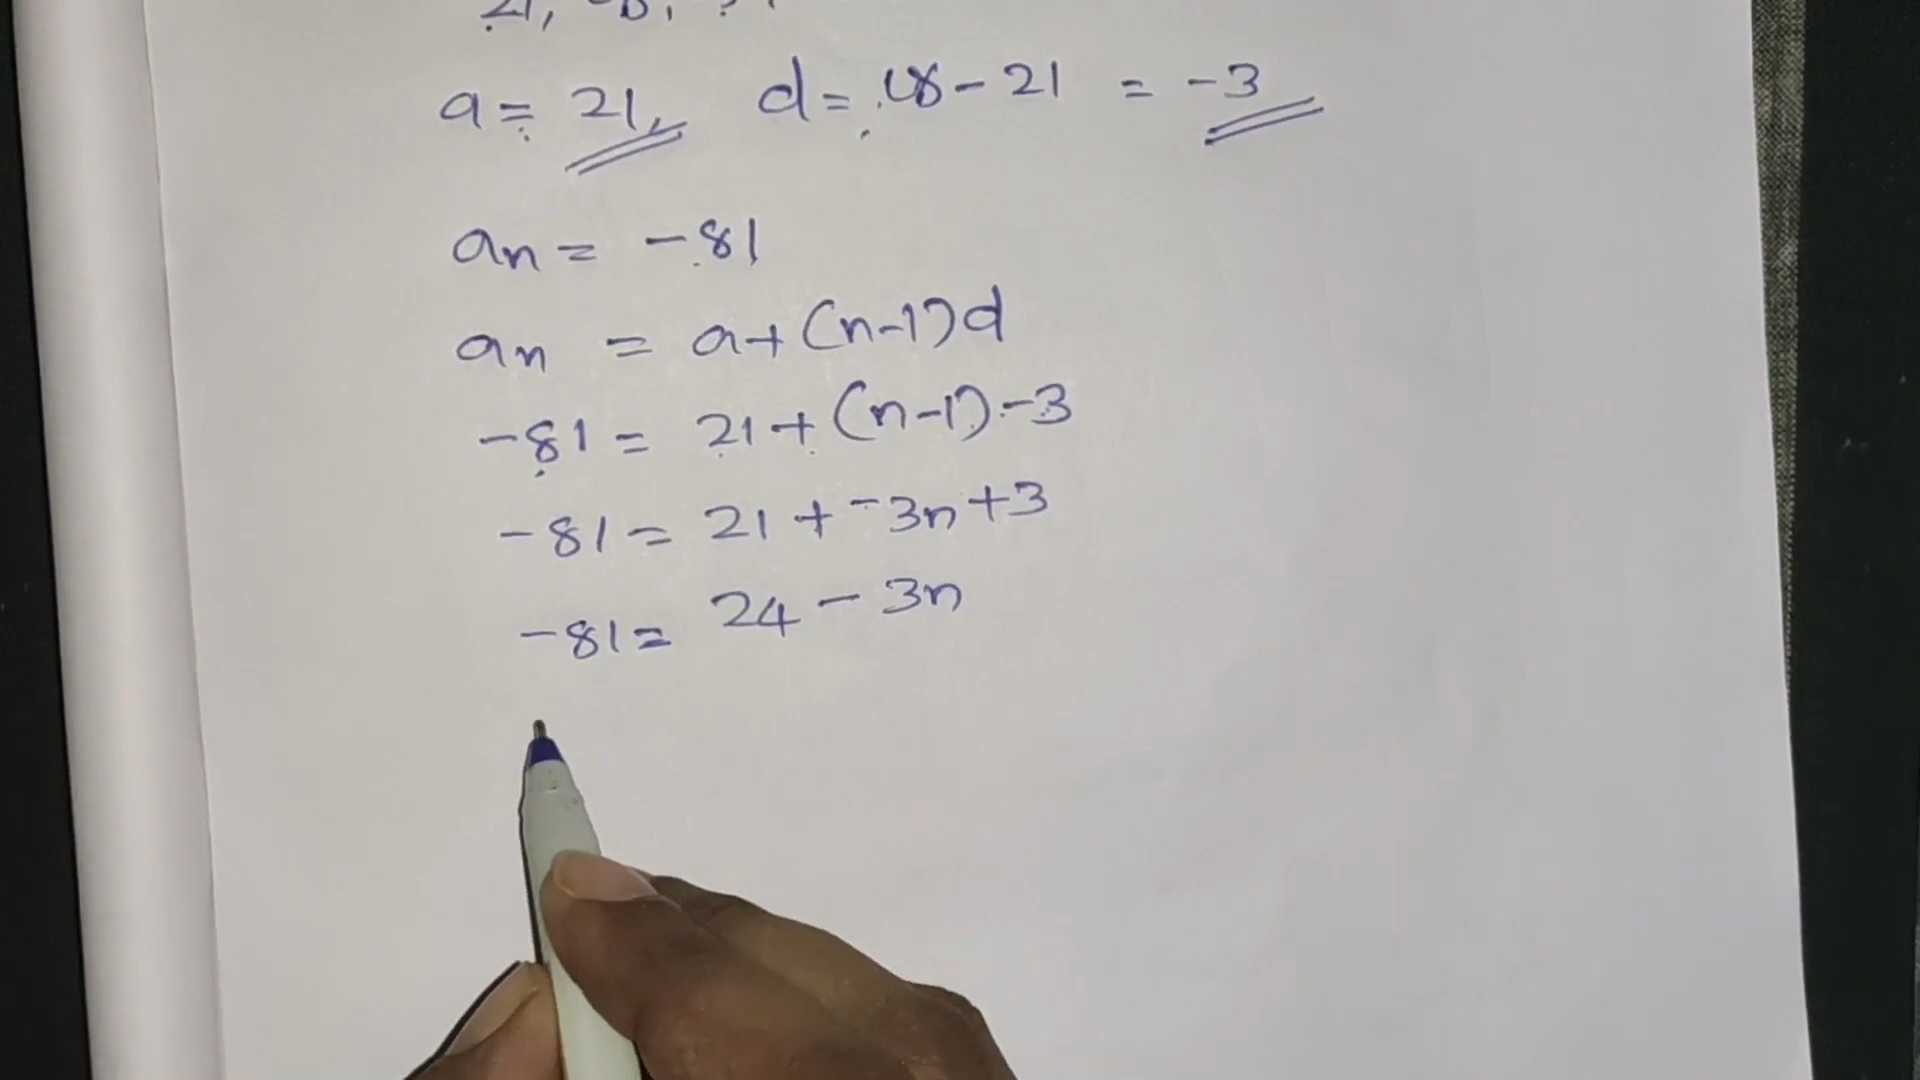 a = 21, d = 18 - 21 = -3
an = -81
an = a + (n-1)d
-81 = 21 + (n-1) -3
-81 = 21 + -3n + 3
-81 = 24 - 3n